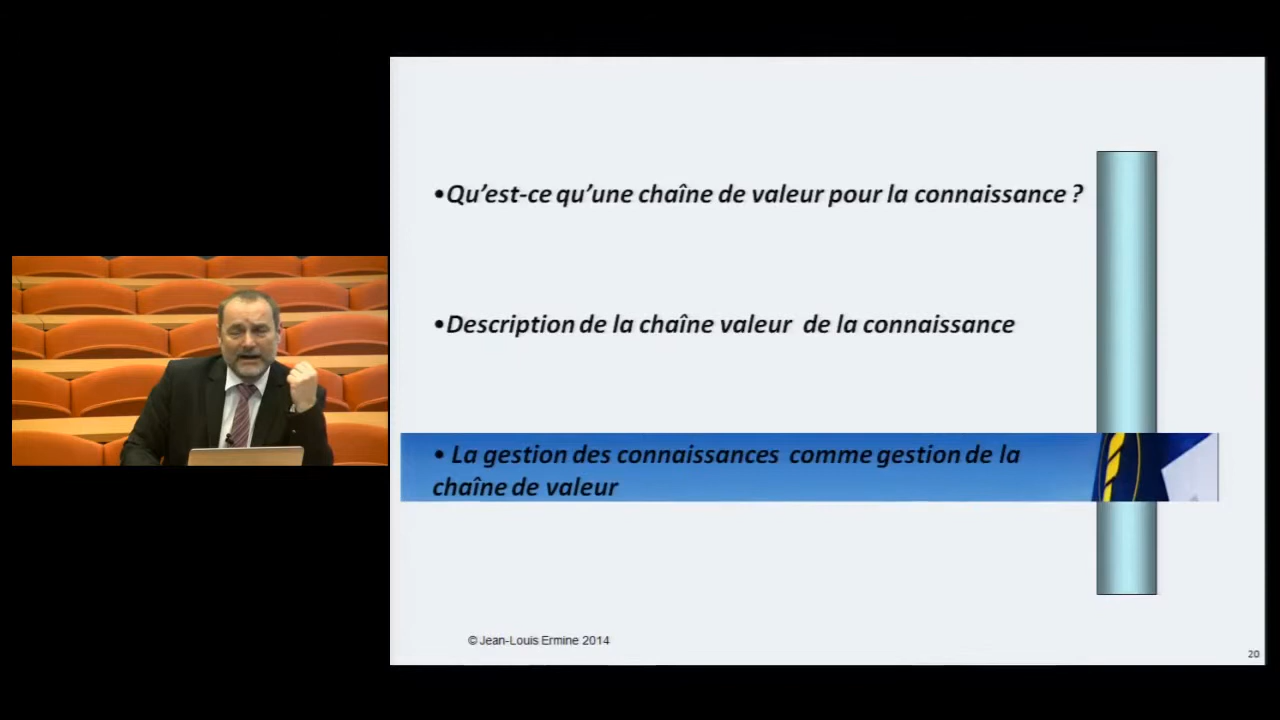 •Qu’est-ce qu’une chaîne de valeur pour la connaissance ?
•Description de la chaîne valeur de la connaissance
• La gestion des connaissances comme gestion de la
chaîne de valeur
© Jean-Louis Ermine 2014
20